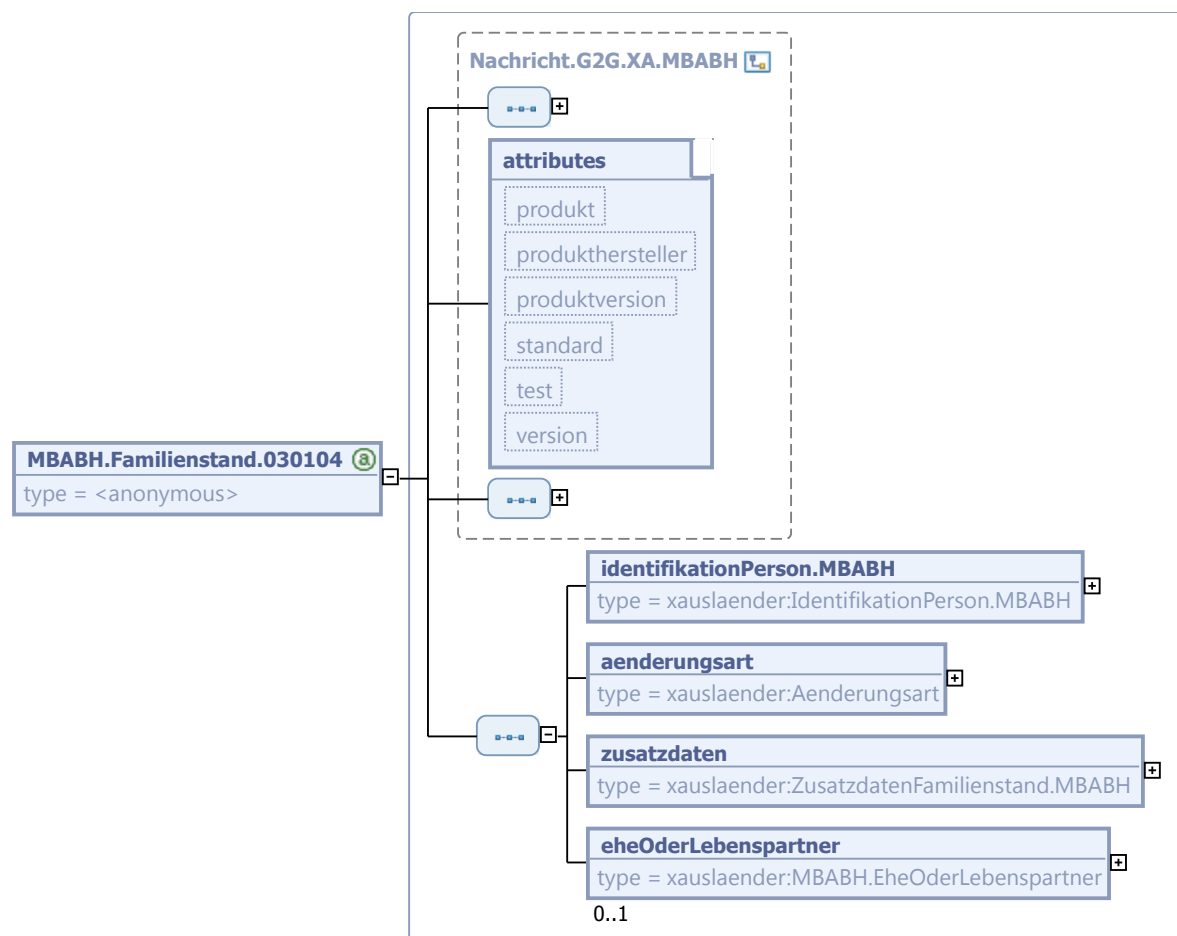 Nachricht.G2G.XA.MBABH
attributes
produkt
produkthersteller
produktversion
standard
test
version
MBABH.Familienstand.030104 a
type = <anonymous>
identifikationPerson.MBABH
type = xauslaender:IdentifikationPerson.MBABH
aenderungsart
type = xauslaender:Aenderungsart
zusatzdaten
type = xauslaender:ZusatzdatenFamilienstand.MBABH
eheOderLebenspartner
type = xauslaender:MBABH.EheOderLebenspartner
0..1